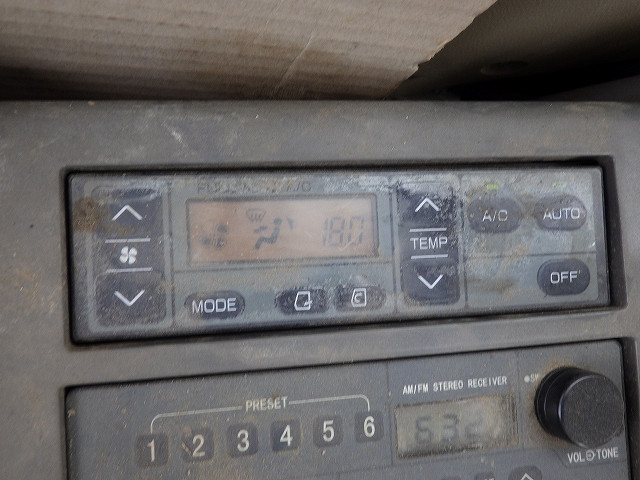 A/C
AUTO
18.0
TEMP
MODE
OFF
AM/FM STEREO RECEIVER
PRESET
1 2 3 4 5 6
632
VOL TONE